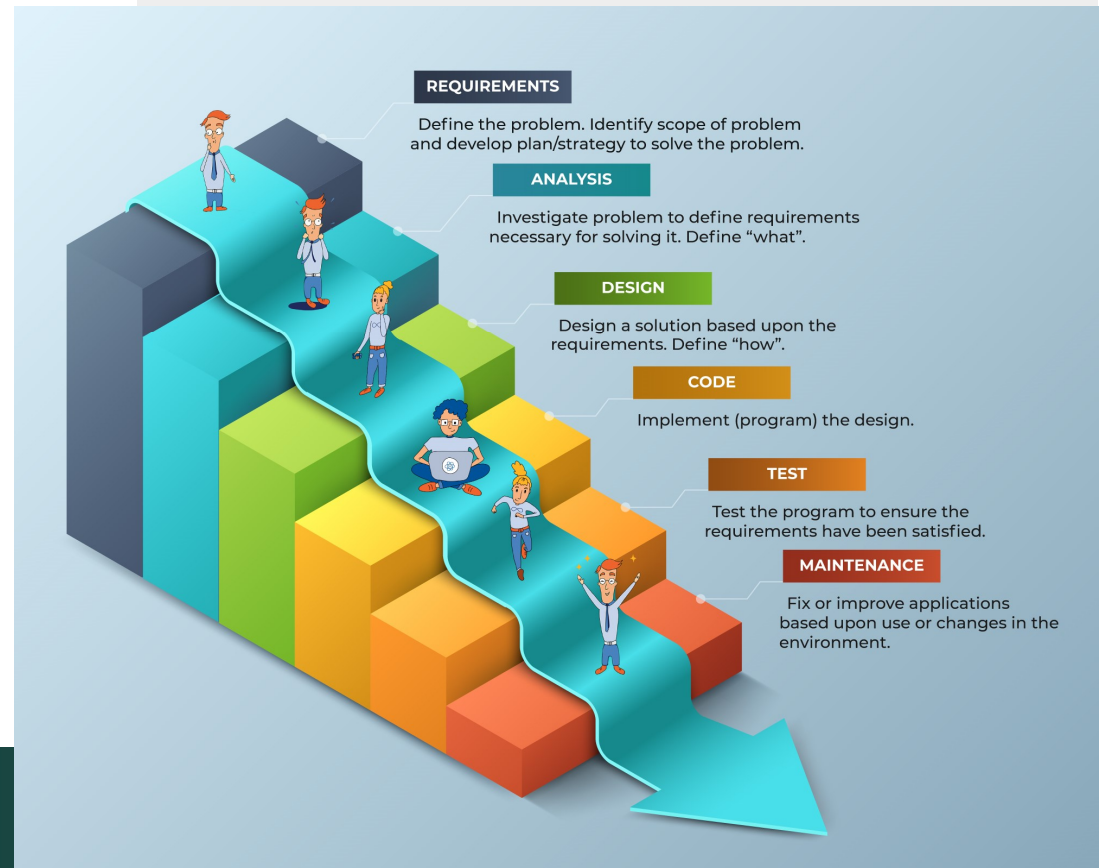 REQUIREMENTS
Define the problem. Identify scope of problem
and develop plan/strategy to solve the problem.
ANALYSIS
Investigate problem to define requirements
necessary for solving it. Define “what”.
DESIGN
Design a solution based upon the
requirements. Define “how”.
CODE
Implement (program) the design.
TEST
Test the program to ensure the
requirements have been satisfied.
MAINTENANCE
Fix or improve applications
based upon use or changes in the
environment.